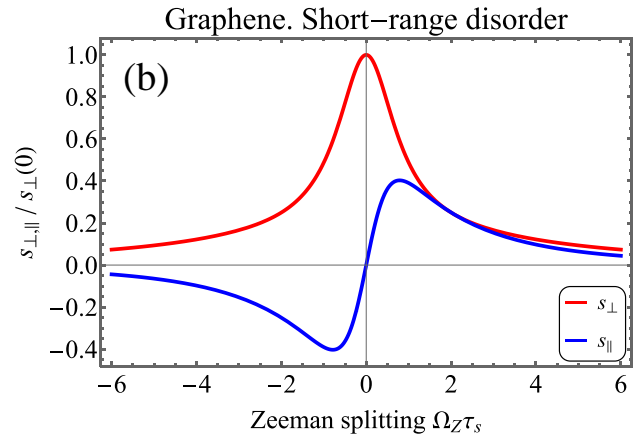 Graphene. Short−range disorder
(b)
s⊥,∥ / s⊥(0)
1.0
0.8
0.6
0.4
0.2
0.0
−0.2
−0.4
s⊥
s∥
−6 −4 −2 0 2 4 6
Zeeman splitting ΩZτs